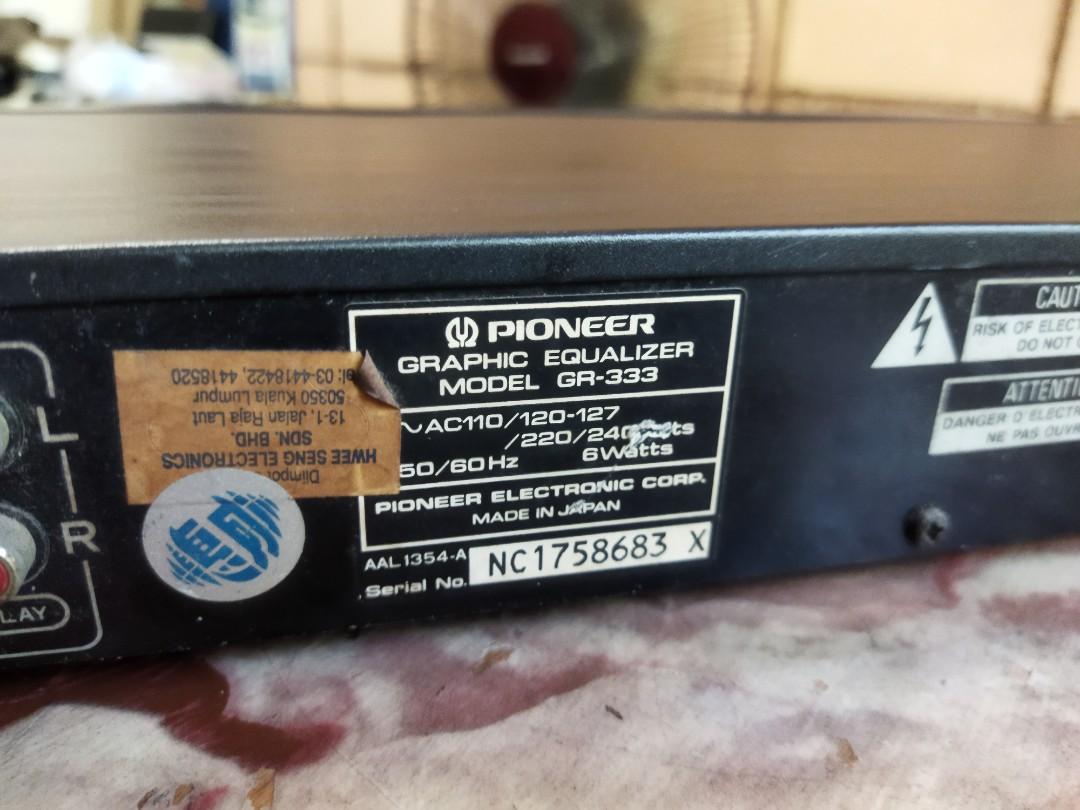 PIONEER
GRAPHIC EQUALIZER
MODEL GR-333
~AC110/120-127
/220/240
50/60Hz 6Watts
PIONEER ELECTRONIC CORP.
MADE IN JAPAN
AAL1354-A
Serial No. NC1758683 X
Diimpor
HWEE SENG ELECTRONICS
SDN. BHD.
13-1, Jalan Raja Laut
50350 Kuala Lumpur
el: 03-4418422, 4418520
L
R
LAY
CAUT
RISK OF ELECT
DO NOT
ATTENTI
DANGER D'ELECTR
NE PAS OUVR